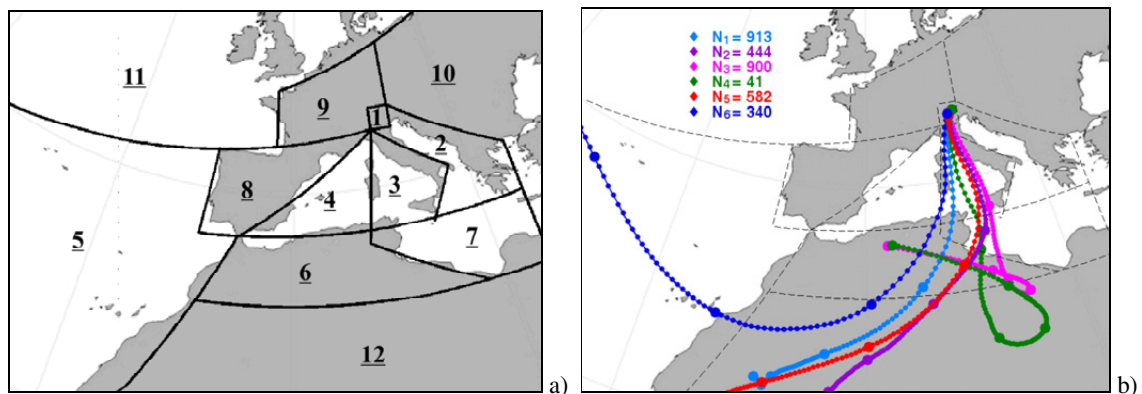 11
10
9
1
2
8
3
4
5
7
6
12
a)
N1 = 913
N2 = 444
N3 = 900
N4 = 41
N5 = 582
N6 = 340
b)